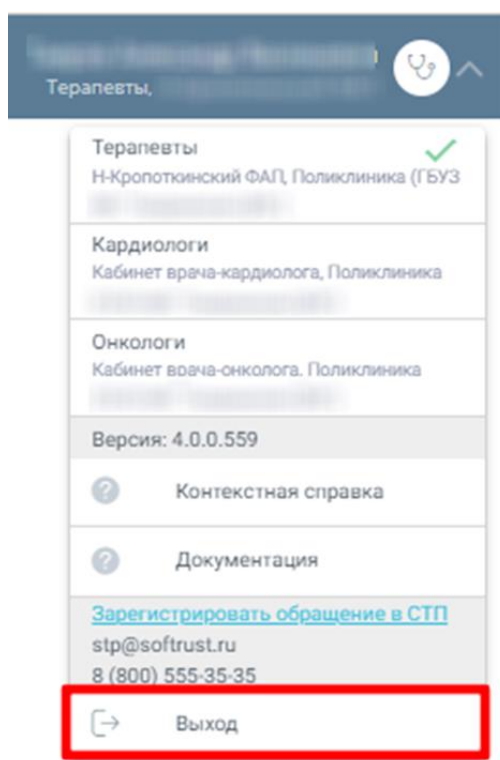 Терапевты,
Терапевты
Н-Кропоткинский ФАП, Поликлиника (ГБУЗ
Кардиологи
Кабинет врача-кардиолога, Поликлиника
Онкологи
Кабинет врача-онколога, Поликлиника
Версия: 4.0.0.559
Контекстная справка
Документация
Зарегистрировать обращение в СТП
stp@softrust.ru
8 (800) 555-35-35
Выход